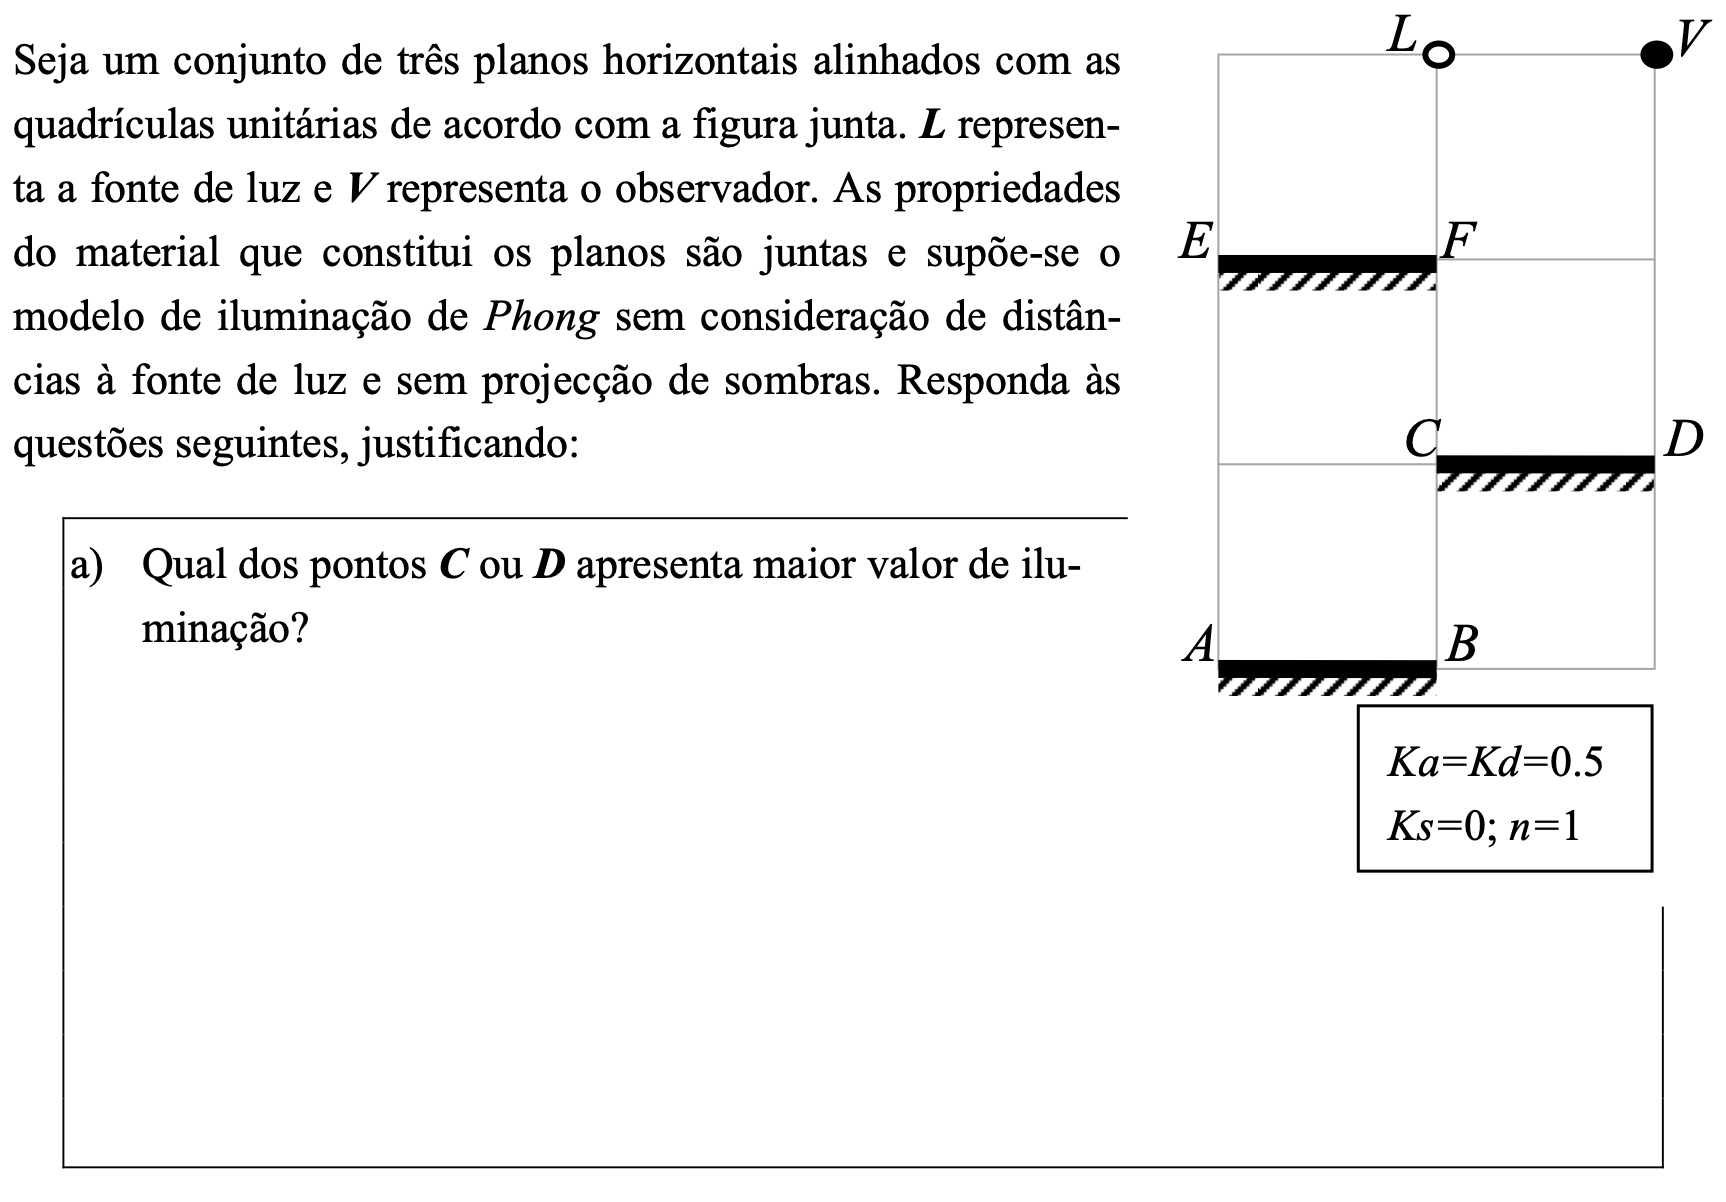 Seja um conjunto de três planos horizontais alinhados com as
quadrículas unitárias de acordo com a figura junta. L represen-
ta a fonte de luz e V representa o observador. As propriedades
do material que constitui os planos são juntas e supõe-se o
modelo de iluminação de Phong sem consideração de distân-
cias à fonte de luz e sem projecção de sombras. Responda às
questões seguintes, justificando:
a) Qual dos pontos C ou D apresenta maior valor de ilu-
minação?
L V
E F
C D
A B
Ka=Kd=0.5
Ks=0; n=1